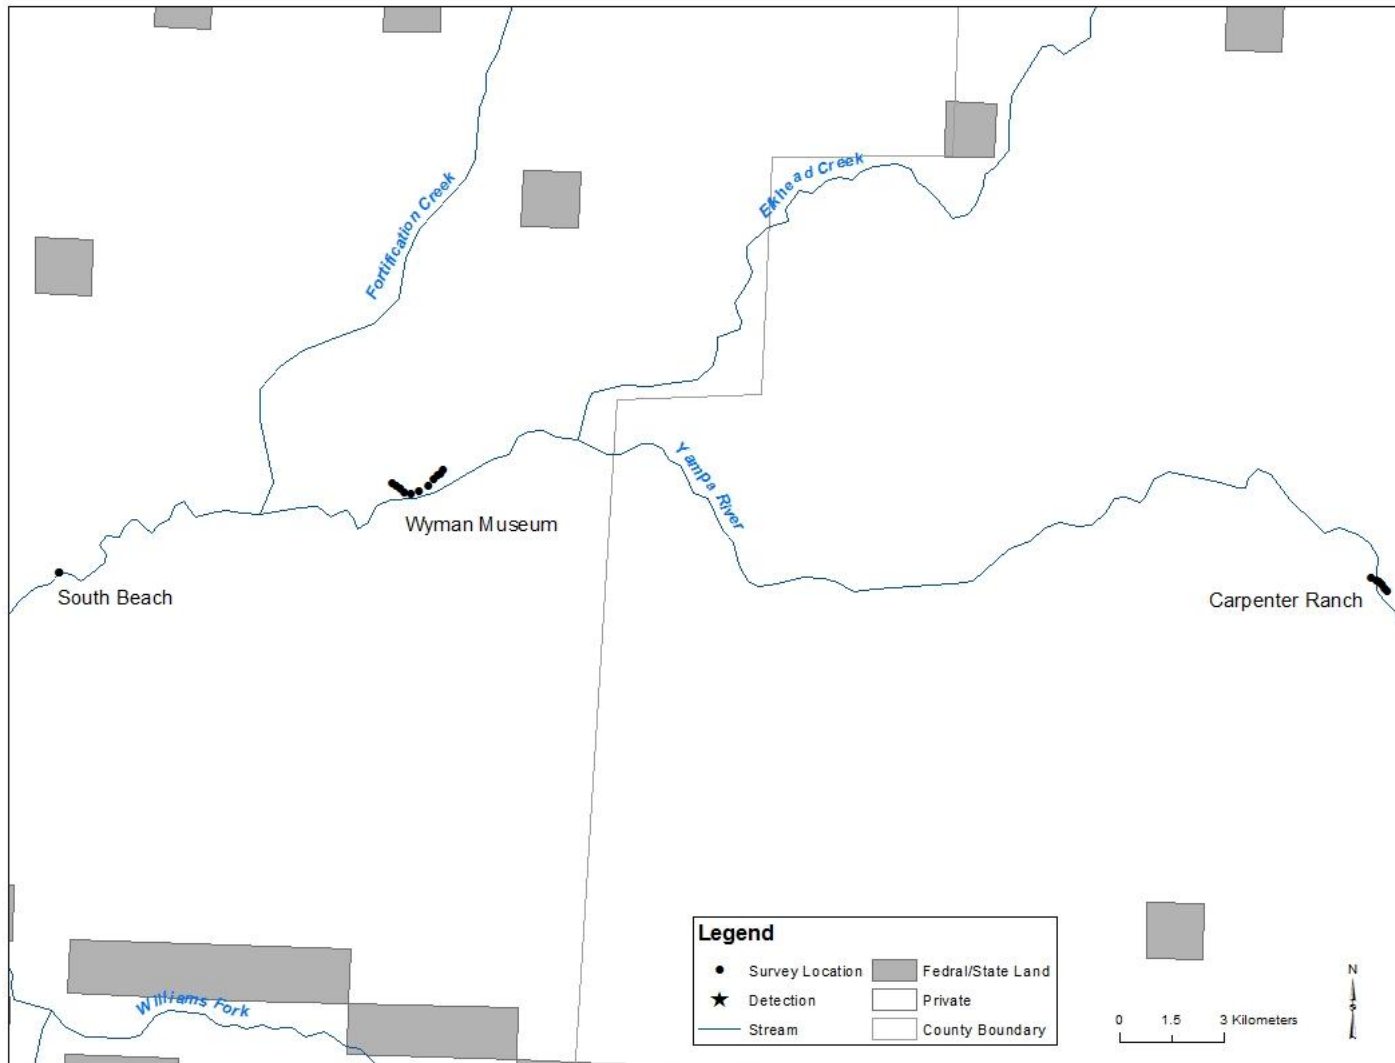 Elkhead Creek
Fortification Creek
Yampa River
Wyman Museum
South Beach
Carpenter Ranch
Williams Fork
Legend
Survey Location
Fedral/State Land
Detection
Private
Stream
County Boundary
0 1.5 3 Kilometers
N
S